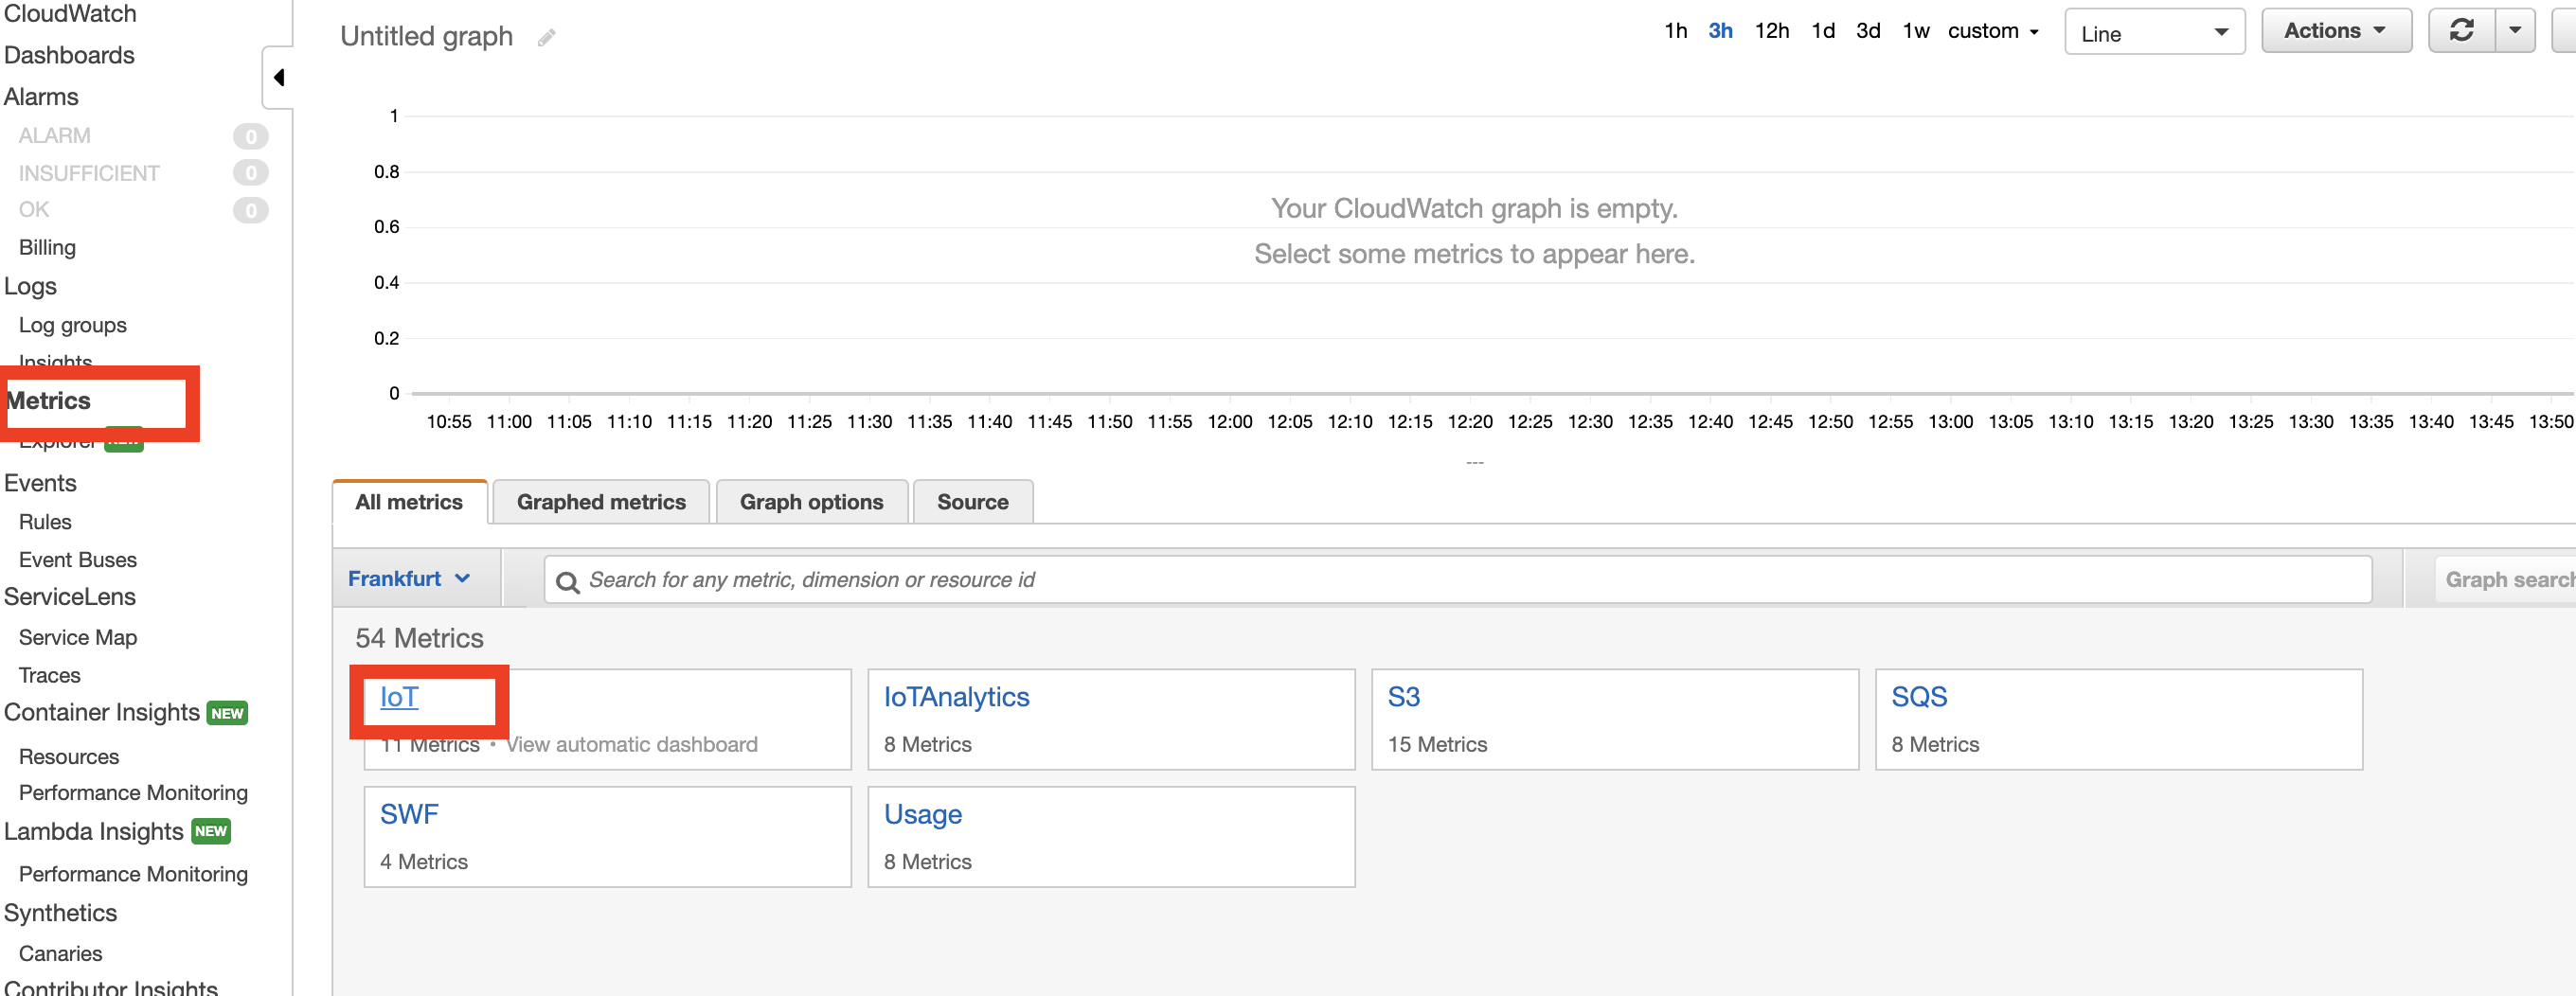 CloudWatch
Dashboards
Alarms
ALARM 0
INSUFFICIENT 0
OK 0
Billing
Logs
Log groups
Insights
Metrics
Explorer NEW
Events
Rules
Event Buses
ServiceLens
Service Map
Traces
Container Insights NEW
Resources
Performance Monitoring
Lambda Insights NEW
Performance Monitoring
Synthetics
Canaries
Contributor Insights
Untitled graph
1h 3h 12h 1d 3d 1w custom
Line
Actions
1
0.8
0.6
0.4
0.2
0
Your CloudWatch graph is empty.
Select some metrics to appear here.
10:55 11:00 11:05 11:10 11:15 11:20 11:25 11:30 11:35 11:40 11:45 11:50 11:55 12:00 12:05 12:10 12:15 12:20 12:25 12:30 12:35 12:40 12:45 12:50 12:55 13:00 13:05 13:10 13:15 13:20 13:25 13:30 13:35 13:40 13:45 13:50
---
All metrics Graphed metrics Graph options Source
Frankfurt
Search for any metric, dimension or resource id
Graph search
54 Metrics
IoT
11 Metrics • View automatic dashboard
IoTAnalytics
8 Metrics
S3
15 Metrics
SQS
8 Metrics
SWF
4 Metrics
Usage
8 Metrics